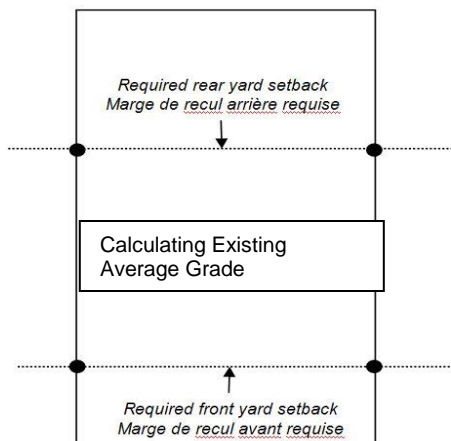 Required rear yard setback
Marge de recul arrière requise
Calculating Existing
Average Grade
Required front yard setback
Marge de recul avant requise